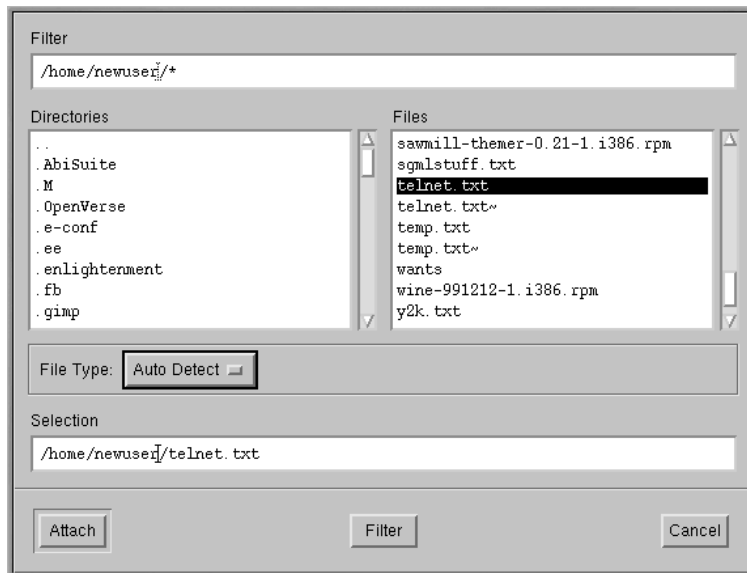 Filter
/home/newuser/*
Directories
..
.AbiSuite
.M
.OpenVerse
.e-conf
.ee
.enlightenment
.fb
.gimp
Files
sawmill-themer-0.21-1.i386.rpm
sgmlstuff.txt
telnet.txt
telnet.txt~
temp.txt
temp.txt~
wants
wine-991212-1.i386.rpm
y2k.txt
File Type: Auto Detect
Selection
/home/newuser/telnet.txt
Attach Filter Cancel